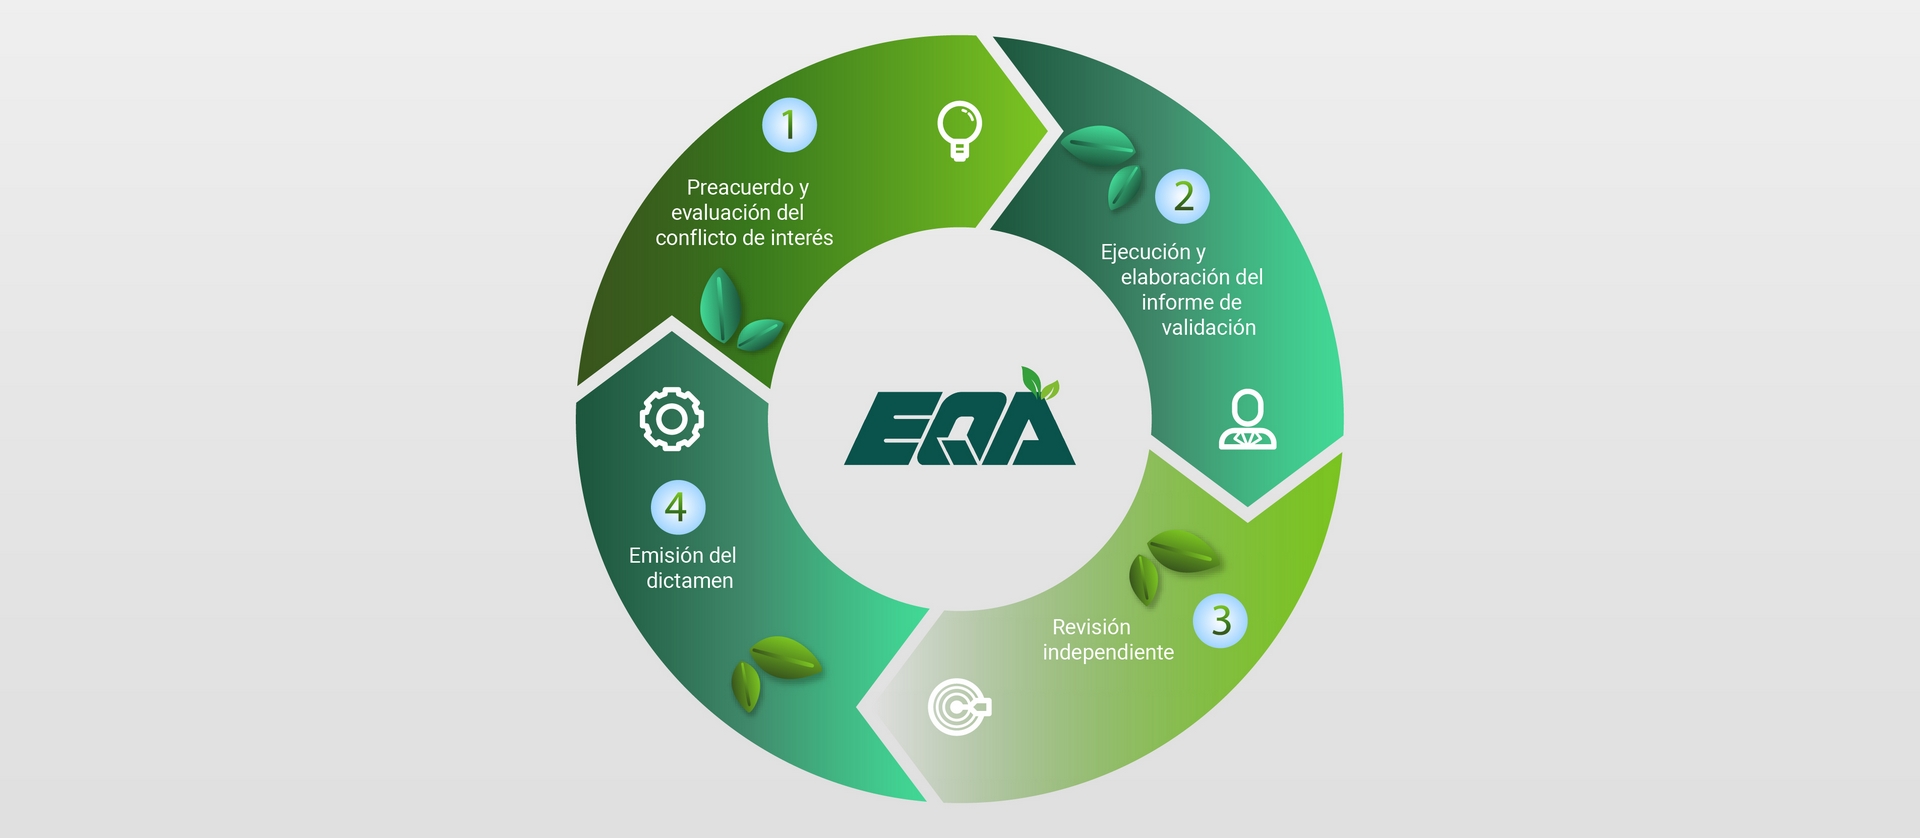 1
Preacuerdo y
evaluación del
conflicto de interés
2
Ejecución y
elaboración del
informe de
validación
EQA
3
Revisión
independiente
4
Emisión del
dictamen